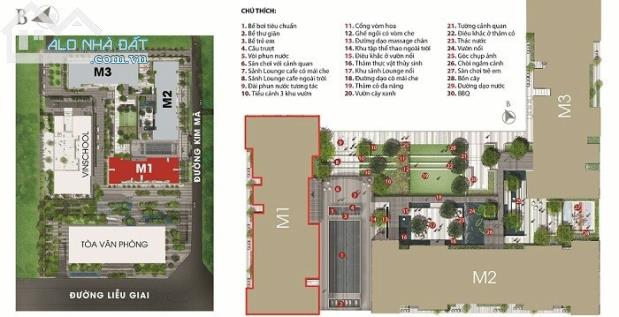 B
ALO NHÀ ĐẤT
.com.vn
M3
M2
VINSCHOOL
M1
ĐƯỜNG KIM MÃ
TÒA VĂN PHÒNG
ĐƯỜNG LIỄU GIAI
CHÚ THÍCH:
1. Bể bơi tiêu chuẩn
2. Bể thư giãn
3. Bể trẻ em
4. Cầu trượt
5. Vòi phun nước
6. Sân chơi với cảnh quan
7. Sảnh Lounge cafe có mái che
8. Sảnh Lounge cafe ngoài trời
9. Đài phun nước tương tác
10. Tiểu cảnh 3 khu vườn
11. Cổng vòm hoa
12. Ghế ngồi có vòm che
13. Đường dạo massage chân
14. Khu tập thể thao ngoài trời
15. Điêu khắc ở vườn nổi
16. Thảm thực vật thủy sinh
17. Khu sảnh Lounge nổi
18. Đường dạo có mái che
19. Thảm cỏ đa năng
20. Vườn cây xanh
21. Tường cảnh quan
22. Điêu khắc ở thảm cỏ
23. Thác nước
24. Vườn nổi
25. Góc chụp ảnh
26. Chòi ngắm cảnh
27. Sân chơi trẻ em
28. Bồn cây
29. Đường dạo nước
30. BBQ
B
M3
M1
M2